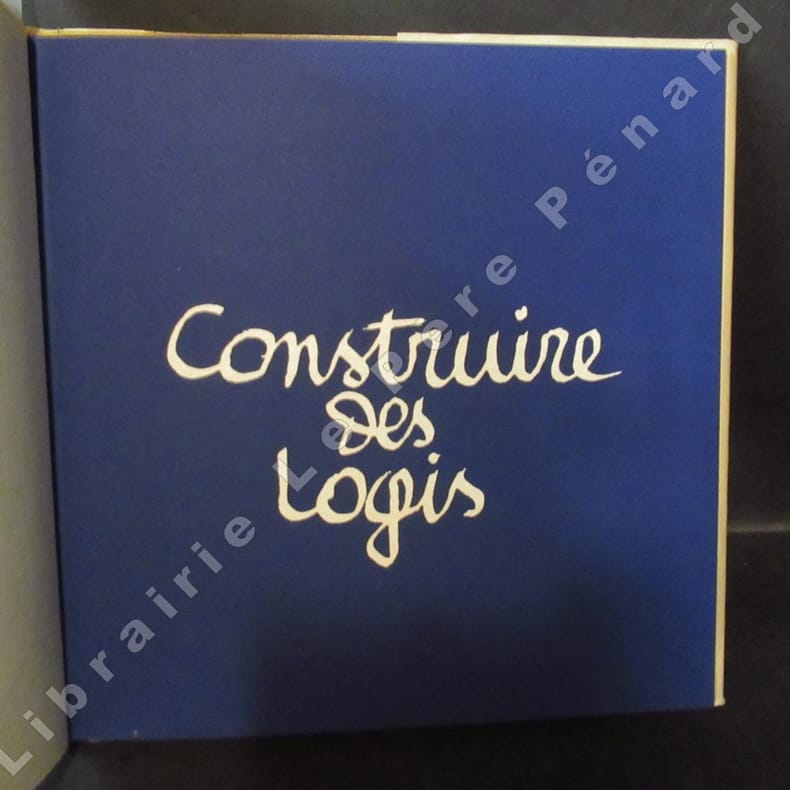 Construire
des
Logis
Librairie Le Père Pénard